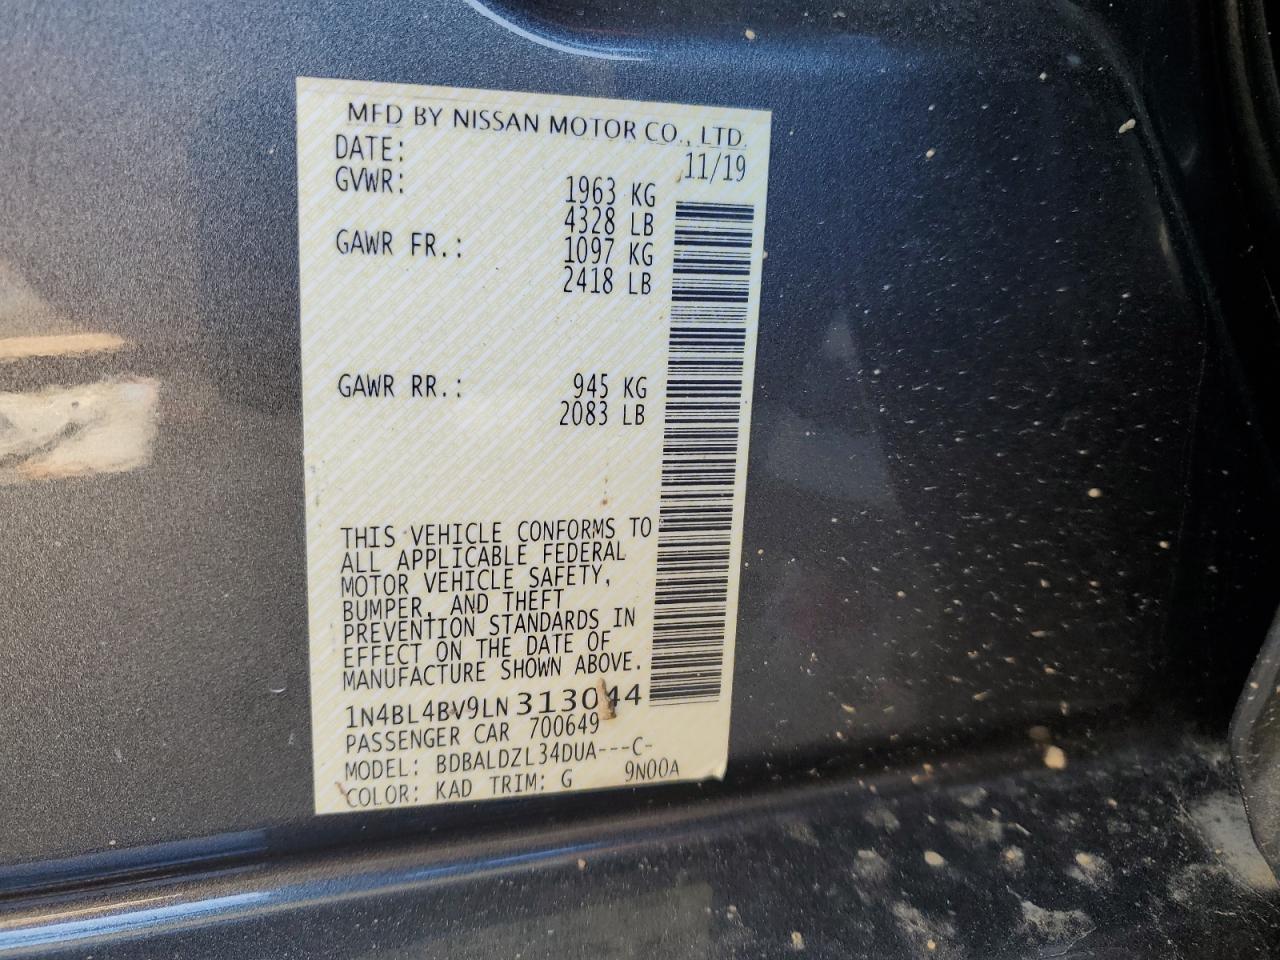 MFD BY NISSAN MOTOR CO., LTD.
DATE: 11/19
GVWR: 1963 KG
4328 LB
GAWR FR.: 1097 KG
2418 LB
GAWR RR.: 945 KG
2083 LB
THIS VEHICLE CONFORMS TO
ALL APPLICABLE FEDERAL
MOTOR VEHICLE SAFETY,
BUMPER, AND THEFT
PREVENTION STANDARDS IN
EFFECT ON THE DATE OF
MANUFACTURE SHOWN ABOVE.
1N4BL4BV9LN313044
PASSENGER CAR 700649
MODEL: BDBALDZL34DUA---C-
COLOR: KAD TRIM: G 9N00A